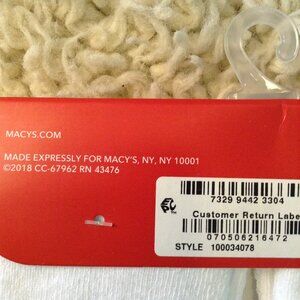 MACYS.COM
MADE EXPRESSLY FOR MACY'S, NY, NY 10001
©2018 CC-67962 RN 43476
7329 9442 3304
Customer Return Labe
070506216472
STYLE 100034078